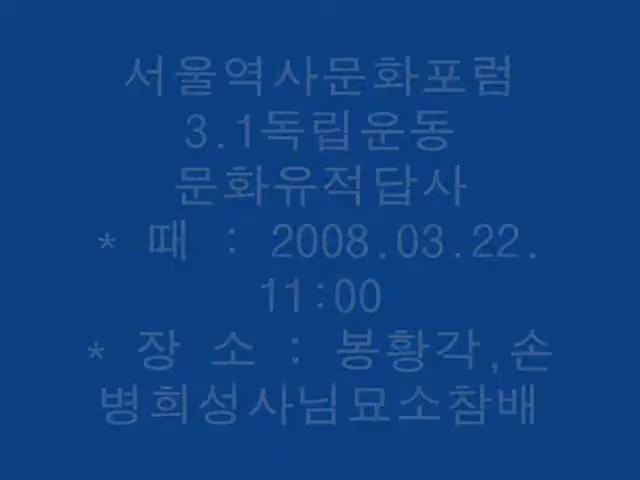 서울역사문화포럼
3.1독립운동
문화유적답사
* 때 : 2008.03.22.
11:00
* 장 소 : 봉황각,손
병희성사님묘소참배